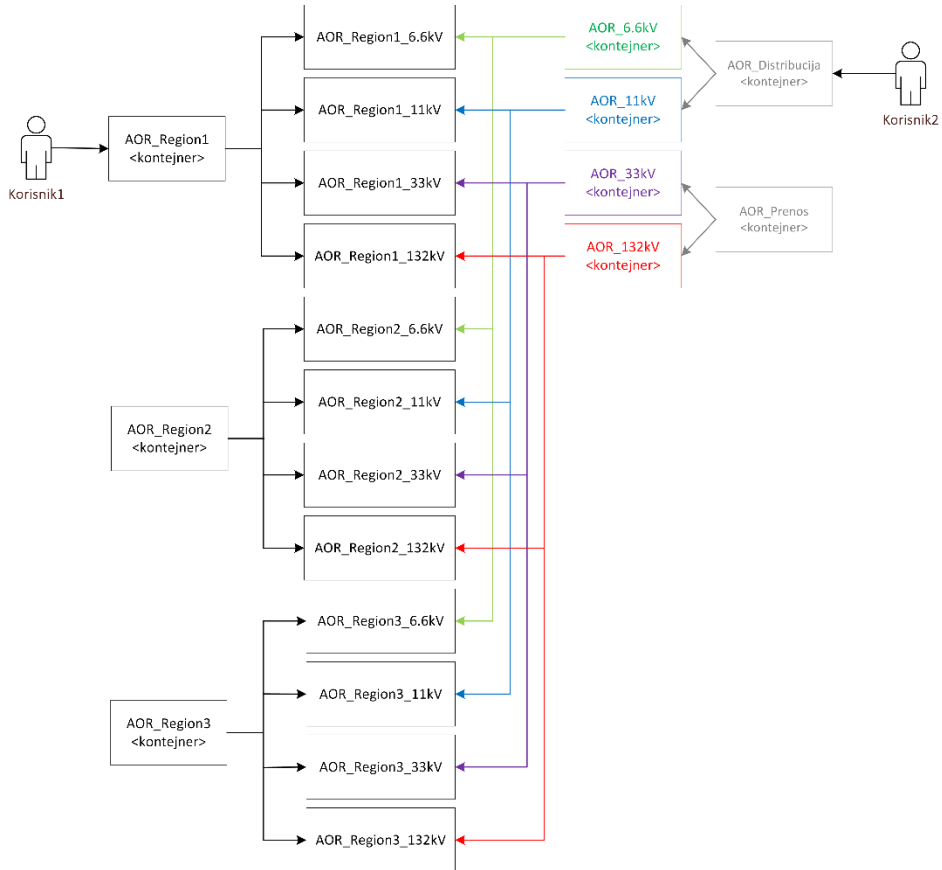 AOR_Region1_6.6kV
AOR_6.6kV
<kontejner>
AOR_Distribucija
<kontejner>
Korisnik2
AOR_Region1_11kV
AOR_11kV
<kontejner>
Korisnik1
AOR_Region1
<kontejner>
AOR_Region1_33kV
AOR_33kV
<kontejner>
AOR_Prenos
<kontejner>
AOR_Region1_132kV
AOR_132kV
<kontejner>
AOR_Region2_6.6kV
AOR_Region2_11kV
AOR_Region2
<kontejner>
AOR_Region2_33kV
AOR_Region2_132kV
AOR_Region3_6.6kV
AOR_Region3_11kV
AOR_Region3
<kontejner>
AOR_Region3_33kV
AOR_Region3_132kV